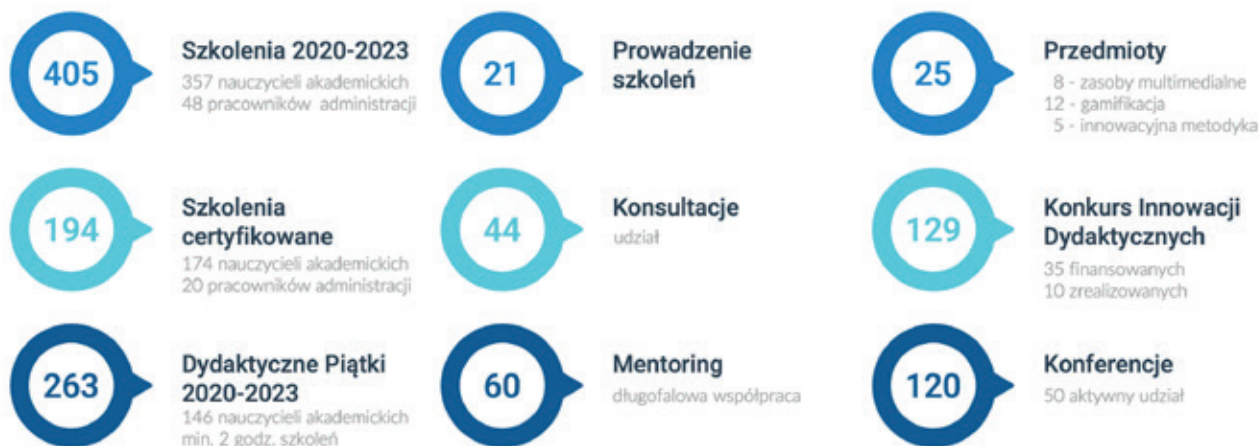 405
Szkolenia 2020-2023
357 nauczycieli akademickich
48 pracowników administracji
21
Prowadzenie
szkoleń
25
Przedmioty
8 - zasoby multimedialne
12 - gamifikacja
5 - innowacyjna metodyka
194
Szkolenia
certyfikowane
174 nauczycieli akademickich
20 pracowników administracji
44
Konsultacje
udział
129
Konkurs Innowacji
Dydaktycznych
35 finansowanych
10 zrealizowanych
263
Dydaktyczne Piątki
2020-2023
146 nauczycieli akademickich
min. 2 godz. szkoleń
60
Mentoring
długofalowa współpraca
120
Konferencje
50 aktywny udział